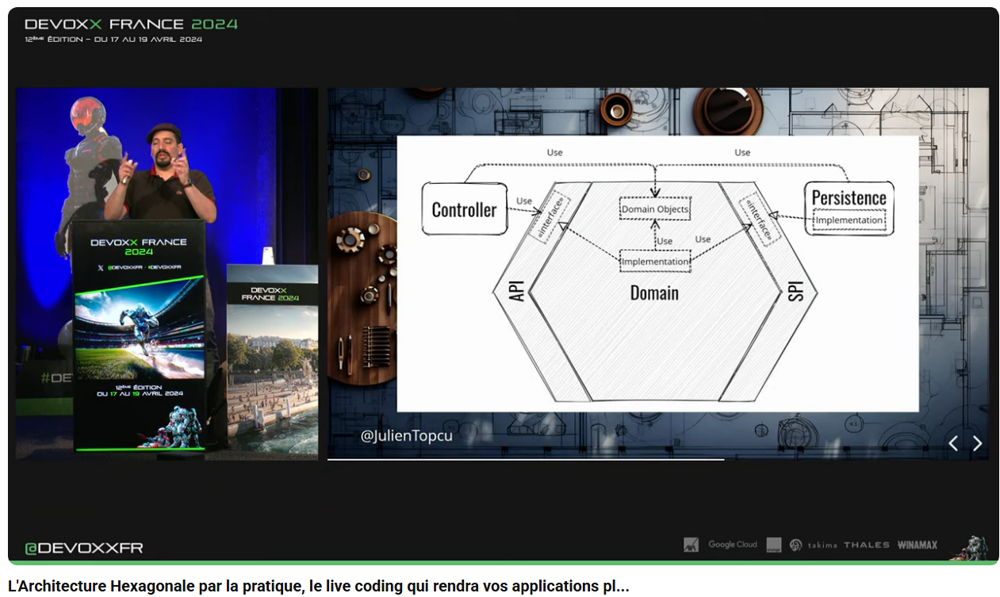 DEVOXX FRANCE 2024
12ÈME ÉDITION – DU 17 AU 19 AVRIL 2024
DEVOXX FRANCE
2024
X @DEVOXXFR - #DEVOXXFR
12ÈME ÉDITION
DU 17 AU 19 AVRIL 2024
#DE
DEVOXX
FRANCE 2024
Use
Use
Controller
Use
«interface»
Domain Objects
«interface»
Persistence
Implementation
Use
Use
Implementation
API
Domain
SPI
@JulienTopcu
@DEVOXXFR
Google Cloud
takima
THALES
WINAMAX
L'Architecture Hexagonale par la pratique, le live coding qui rendra vos applications pl...